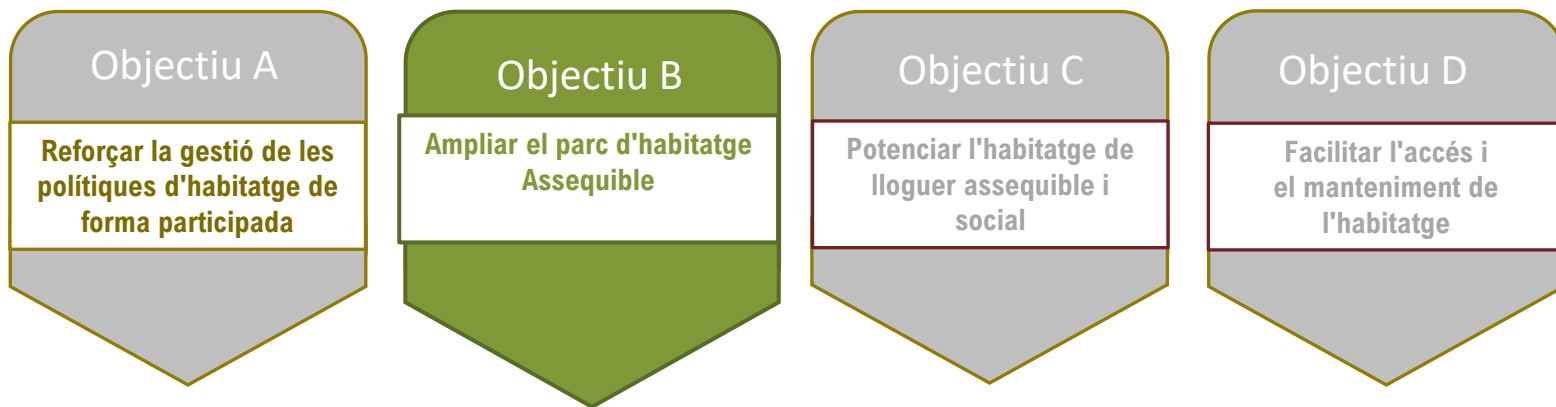 Objectiu A
Reforçar la gestió de les
polítiques d'habitatge de
forma participada
Objectiu B
Ampliar el parc d'habitatge
Assequible
Objectiu C
Potenciar l'habitatge de
lloguer assequible i
social
Objectiu D
Facilitar l'accés i
el manteniment de
l'habitatge